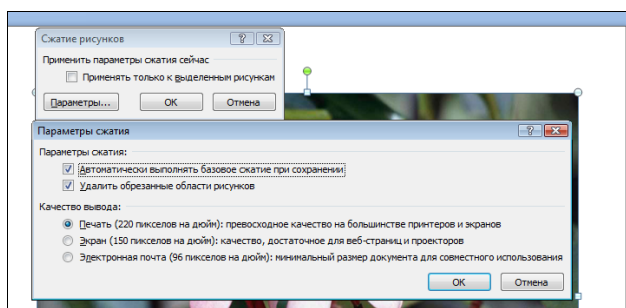 Сжатие рисунков
Применить параметры сжатия сейчас
Применять только к выделенным рисункам
Параметры... ОК Отмена
Параметры сжатия
Параметры сжатия:
Автоматически выполнять базовое сжатие при сохранении
Удалить обрезанные области рисунков
Качество вывода:
Печать (220 пикселов на дюйм): превосходное качество на большинстве принтеров и экранов
Экран (150 пикселов на дюйм): качество, достаточное для веб-страниц и проекторов
Электронная почта (96 пикселов на дюйм): минимальный размер документа для совместного использования
ОК Отмена